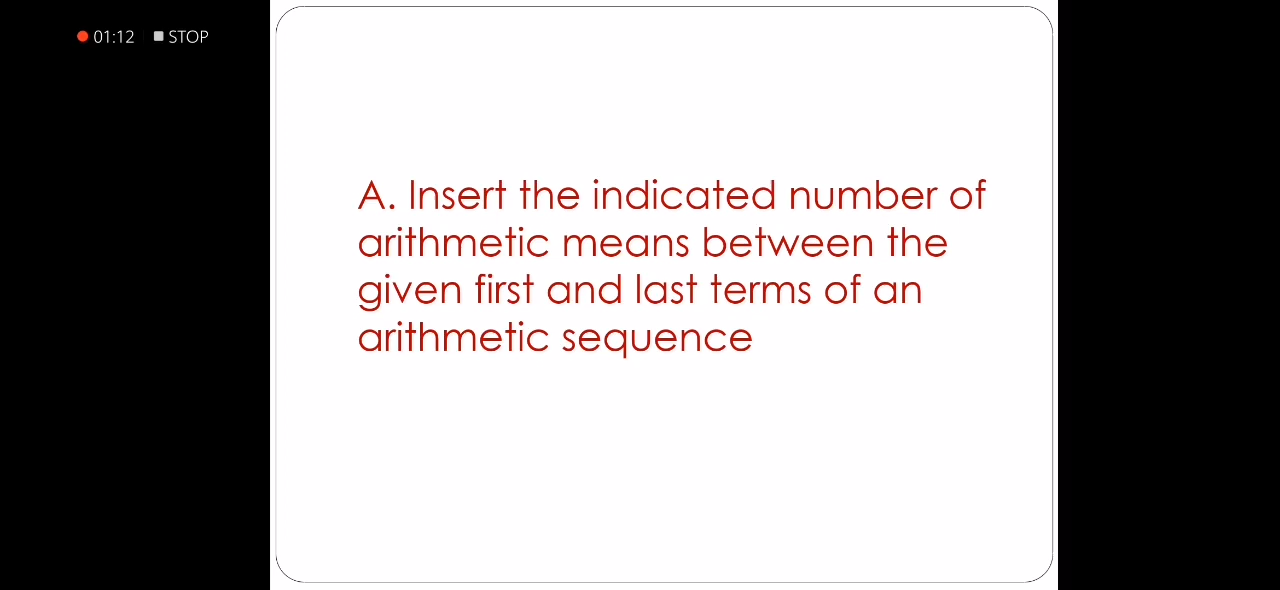 01:12 STOP
A. Insert the indicated number of
arithmetic means between the
given first and last terms of an
arithmetic sequence